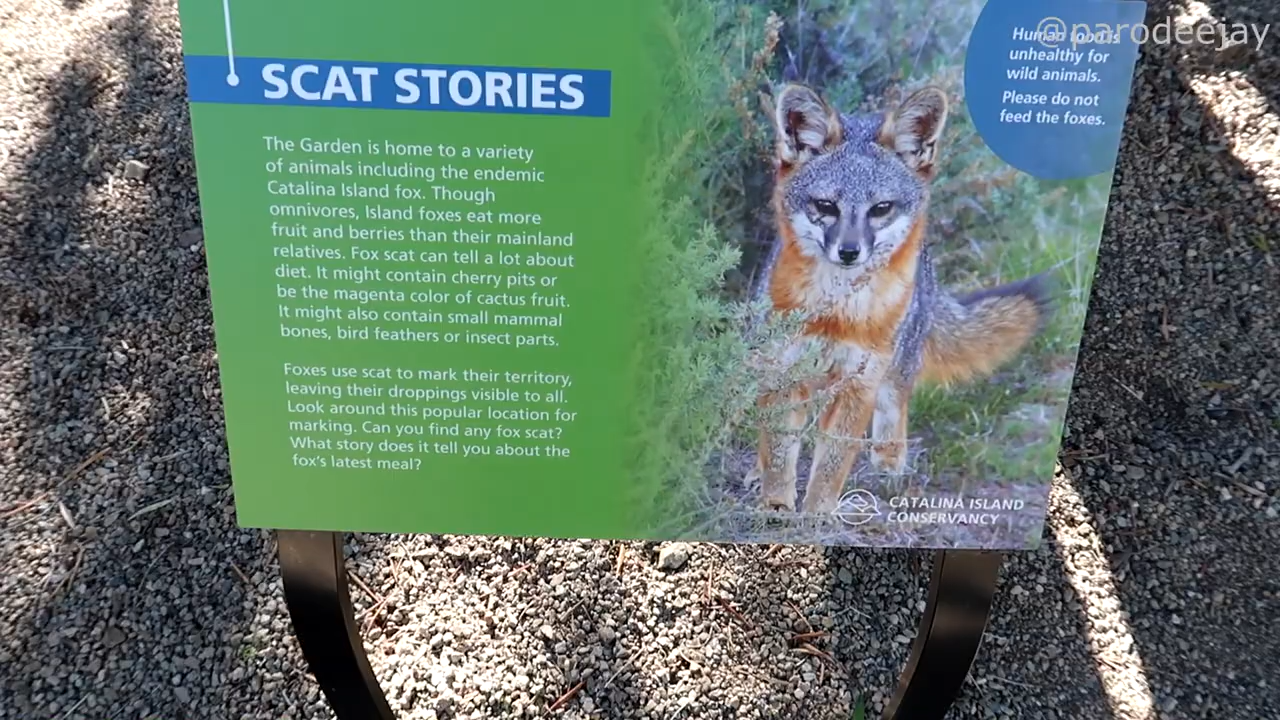 SCAT STORIES
The Garden is home to a variety
of animals including the endemic
Catalina Island fox. Though
omnivores, Island foxes eat more
fruit and berries than their mainland
relatives. Fox scat can tell a lot about
diet. It might contain cherry pits or
be the magenta color of cactus fruit.
It might also contain small mammal
bones, bird feathers or insect parts.
Foxes use scat to mark their territory,
leaving their droppings visible to all.
Look around this popular location for
marking. Can you find any fox scat?
What story does it tell you about the
fox's latest meal?
@parodeejay
Human food is
unhealthy for
wild animals.
Please do not
feed the foxes.
CATALINA ISLAND
CONSERVANCY